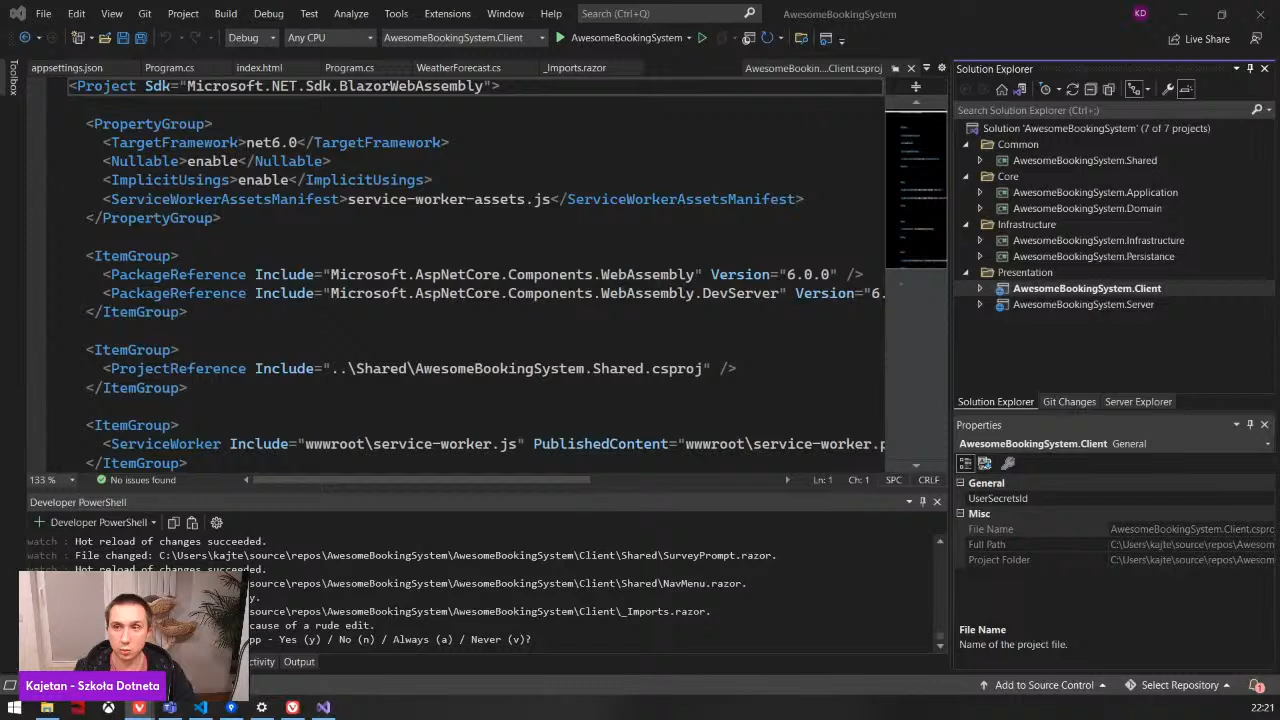 File Edit View Git Project Build Debug Test Analyze Tools Extensions Window Help Search (Ctrl+Q) AwesomeBookingSystem KD
Debug Any CPU AwesomeBookingSystem.Client AwesomeBookingSystem Live Share
Toolbox
appsettings.json Program.cs index.html Program.cs WeatherForecast.cs _Imports.razor AwesomeBookin....Client.csproj
<Project Sdk="Microsoft.NET.Sdk.BlazorWebAssembly">
<PropertyGroup>
<TargetFramework>net6.0</TargetFramework>
<Nullable>enable</Nullable>
<ImplicitUsings>enable</ImplicitUsings>
<ServiceWorkerAssetsManifest>service-worker-assets.js</ServiceWorkerAssetsManifest>
</PropertyGroup>
<ItemGroup>
<PackageReference Include="Microsoft.AspNetCore.Components.WebAssembly" Version="6.0.0" />
<PackageReference Include="Microsoft.AspNetCore.Components.WebAssembly.DevServer" Version="6.
</ItemGroup>
<ItemGroup>
<ProjectReference Include="..\Shared\AwesomeBookingSystem.Shared.csproj" />
</ItemGroup>
<ItemGroup>
<ServiceWorker Include="wwwroot\service-worker.js" PublishedContent="wwwroot\service-worker.p
</ItemGroup>
133 % No issues found Ln: 1 Ch: 1 SPC CRLF
Developer PowerShell
Developer PowerShell
watch : Hot reload of changes succeeded.
watch : File changed: C:\Users\kajte\source\repos\AwesomeBookingSystem\AwesomeBookingSystem\Client\Shared\SurveyPrompt.razor.
watch : Hot reload of changes succeeded.
source\repos\AwesomeBookingSystem\AwesomeBookingSystem\Client\Shared\NavMenu.razor.
y.
source\repos\AwesomeBookingSystem\AwesomeBookingSystem\Client\_Imports.razor.
ecause of a rude edit.
pp - Yes (y) / No (n) / Always (a) / Never (v)?
ctivity Output
Kajetan - Szkoła Dotneta
Solution Explorer
Search Solution Explorer (Ctrl+;)
Solution 'AwesomeBookingSystem' (7 of 7 projects)
Common
AwesomeBookingSystem.Shared
Core
AwesomeBookingSystem.Application
AwesomeBookingSystem.Domain
Infrastructure
AwesomeBookingSystem.Infrastructure
AwesomeBookingSystem.Persistance
Presentation
AwesomeBookingSystem.Client
AwesomeBookingSystem.Server
Solution Explorer Git Changes Server Explorer
Properties
AwesomeBookingSystem.Client General
General
UserSecretsId
Misc
File Name AwesomeBookingSystem.Client.cspro
Full Path C:\Users\kajte\source\repos\Awesom
Project Folder C:\Users\kajte\source\repos\Awesom
File Name
Name of the project file.
Add to Source Control Select Repository 1
22:21